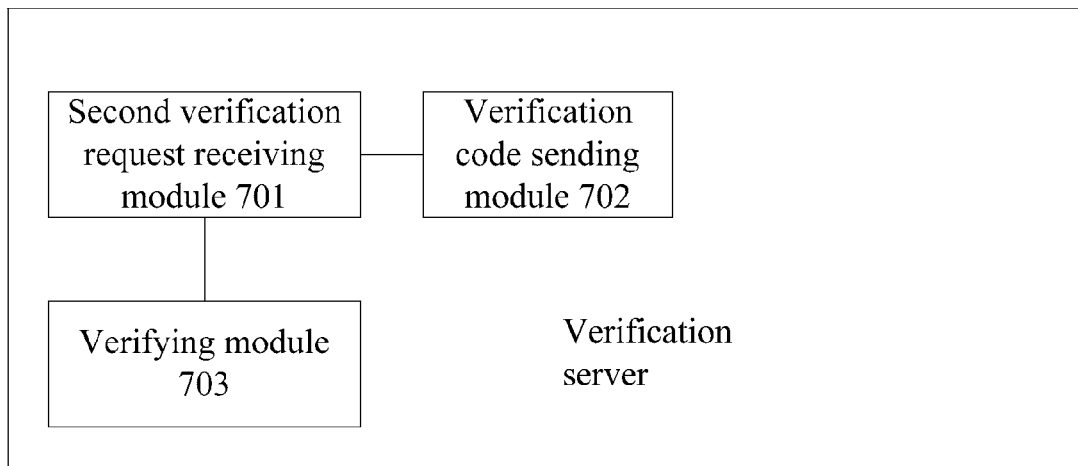 Second verification
request receiving
module 701
Verification
code sending
module 702
Verifying module
703
Verification
server